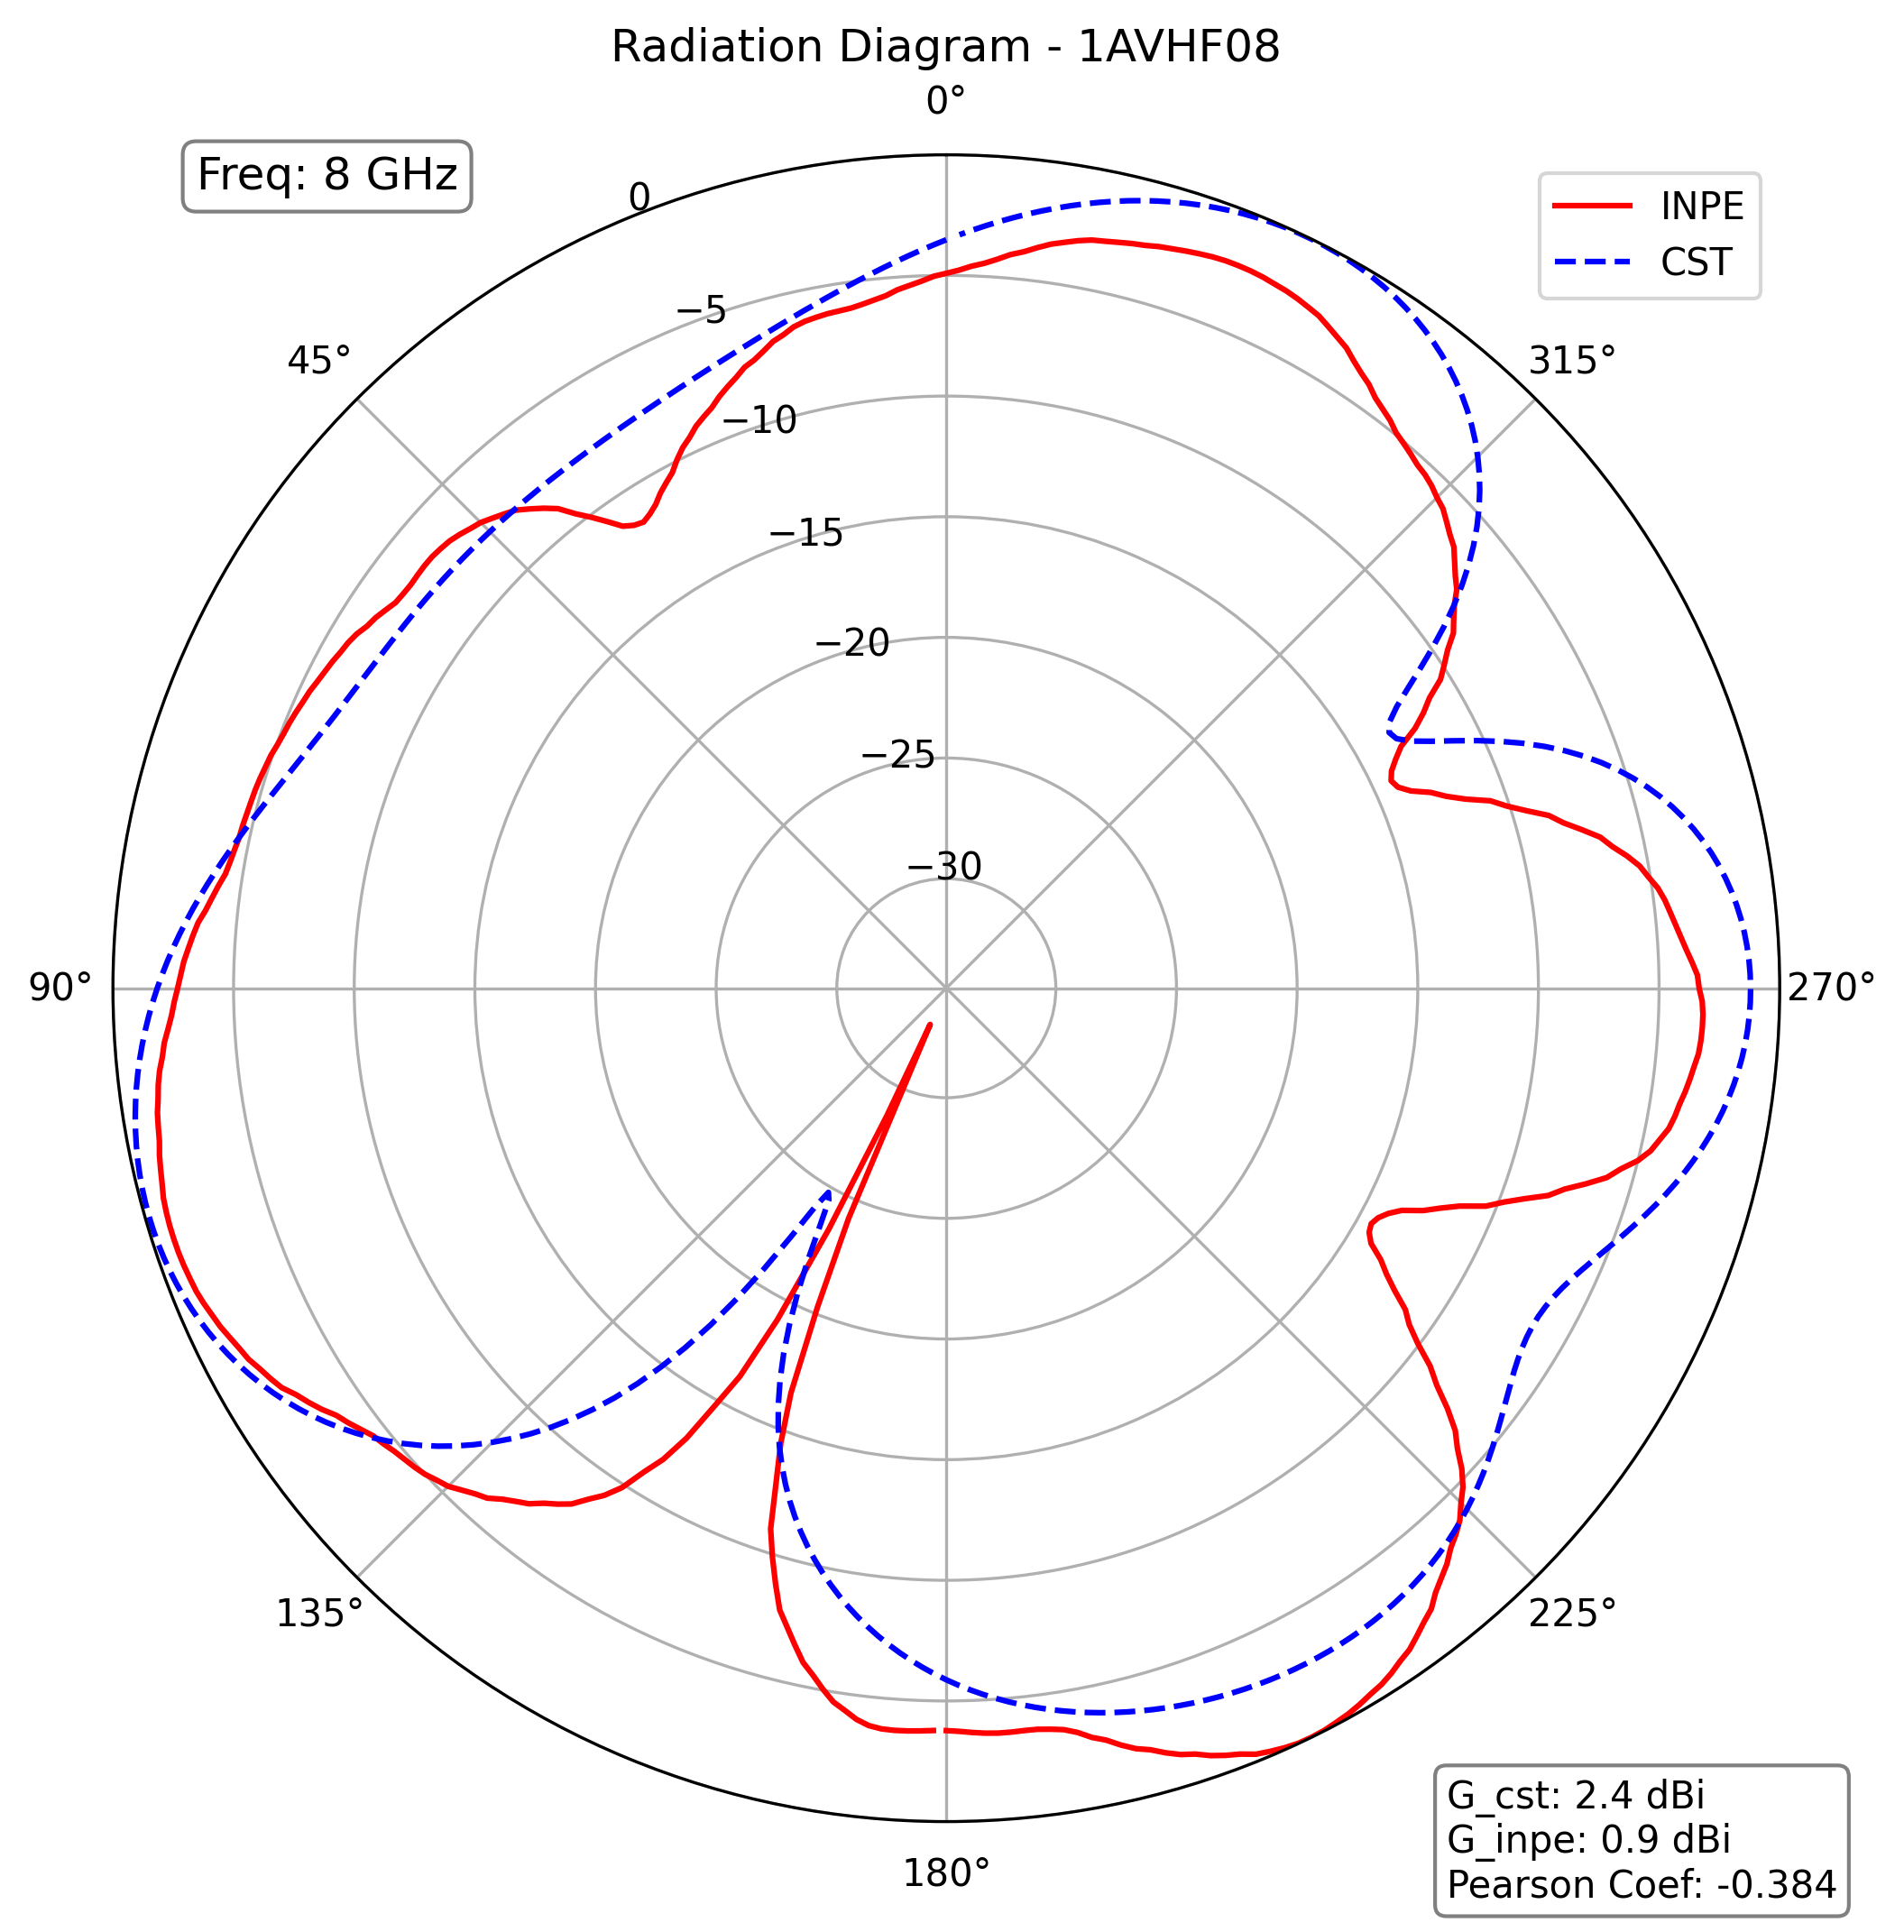 Radiation Diagram - 1AVHF08
0°
Freq: 8 GHz
0
INPE
CST
−5
45°
315°
−10
−15
−20
−25
−30
90°
270°
135°
225°
180°
G_cst: 2.4 dBi
G_inpe: 0.9 dBi
Pearson Coef: -0.384